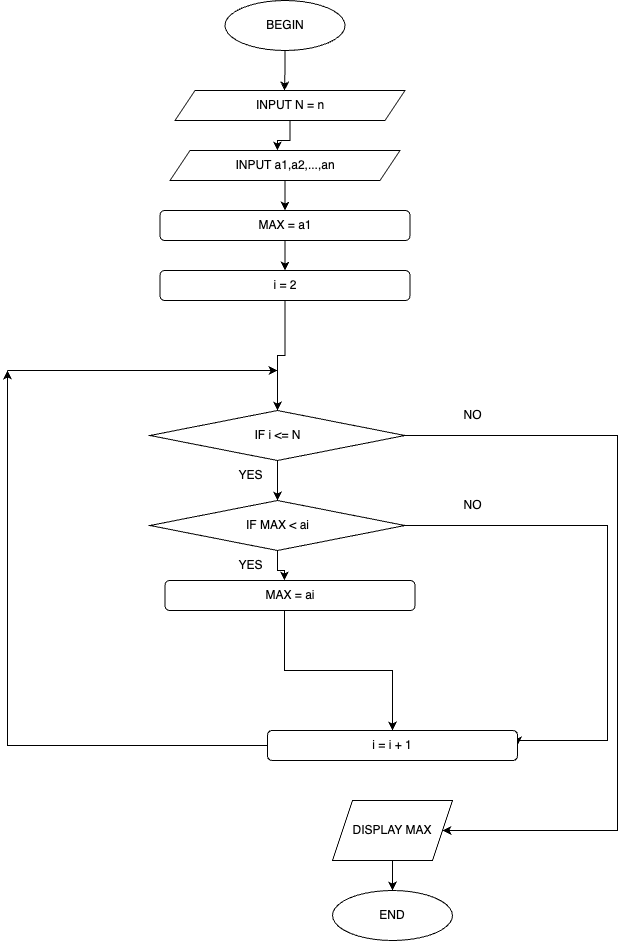 BEGIN
INPUT N = n
INPUT a1,a2,...,an
MAX = a1
i = 2
IF i <= N
NO
YES
IF MAX < ai
NO
YES
MAX = ai
i = i + 1
DISPLAY MAX
END